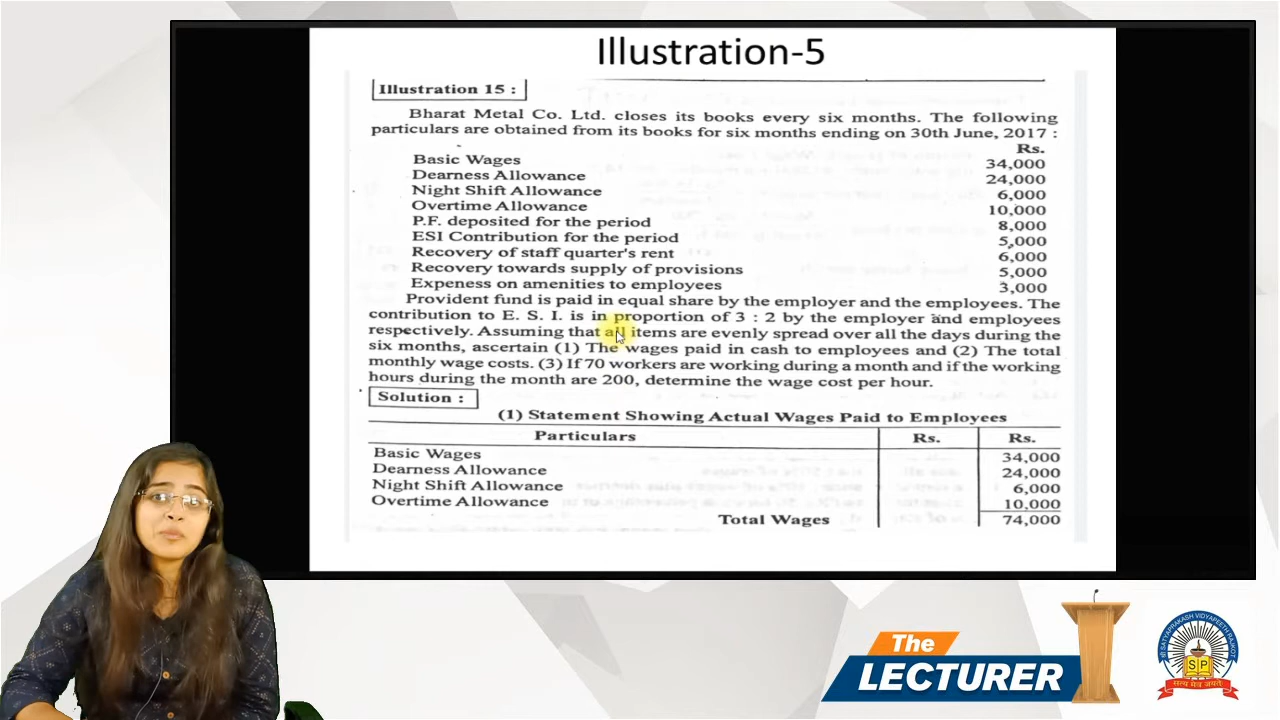 Illustration-5
Illustration 15 :
Bharat Metal Co. Ltd. closes its books every six months. The following
particulars are obtained from its books for six months ending on 30th June, 2017 :
Rs.
Basic Wages 34,000
Dearness Allowance 24,000
Night Shift Allowance 6,000
Overtime Allowance 10,000
P.F. deposited for the period 8,000
ESI Contribution for the period 5,000
Recovery of staff quarter's rent 6,000
Recovery towards supply of provisions 5,000
Expeness on amenities to employees 3,000
Provident fund is paid in equal share by the employer and the employees. The
contribution to E. S. I. is in proportion of 3 : 2 by the employer and employees
respectively. Assuming that all items are evenly spread over all the days during the
six months, ascertain (1) The wages paid in cash to employees and (2) The total
monthly wage costs. (3) If 70 workers are working during a month and if the working
hours during the month are 200, determine the wage cost per hour.
Solution :
(1) Statement Showing Actual Wages Paid to Employees
Particulars Rs. Rs.
Basic Wages 34,000
Dearness Allowance 24,000
Night Shift Allowance 6,000
Overtime Allowance 10,000
Total Wages 74,000
The
LECTURER
SHREE SATYAPRAKASH VIDYAPEETH RAJKOT
SP
सत्य मेव जयते